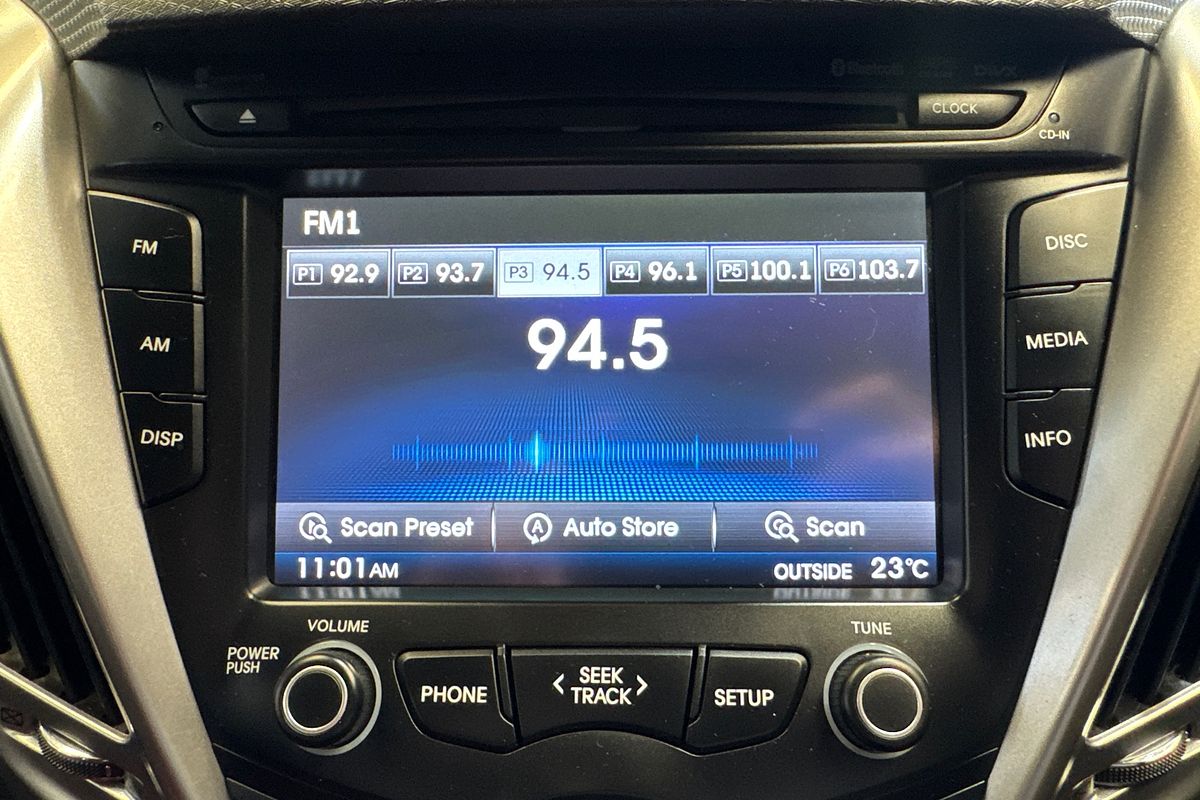 Bluetooth
CLOCK
CD-IN
FM1
P1 92.9 P2 93.7 P3 94.5 P4 96.1 P5 100.1 P6 103.7
94.5
Scan Preset A Auto Store Scan
11:01AM OUTSIDE 23°C
FM
AM
DISP
DISC
MEDIA
INFO
VOLUME
POWER
PUSH
PHONE
< SEEK
TRACK >
SETUP
TUNE